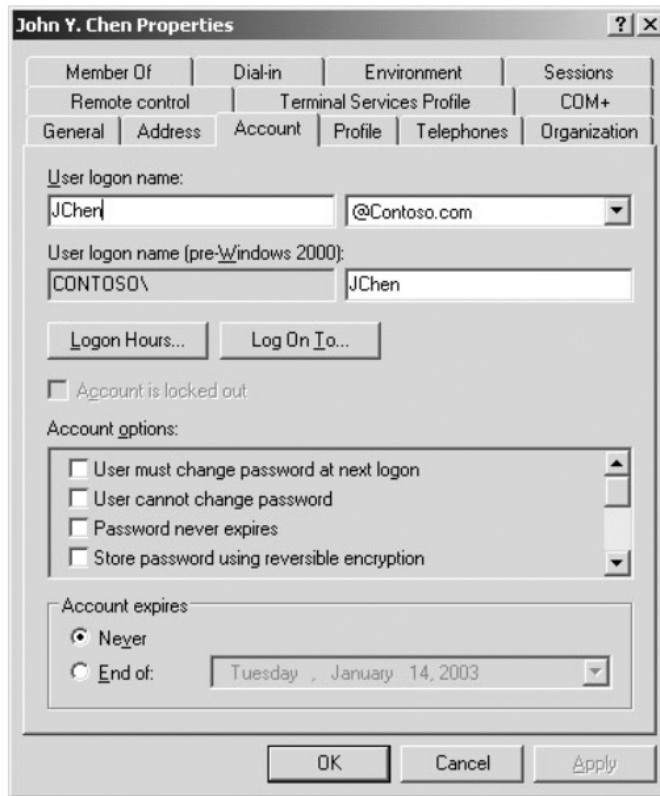 John Y. Chen Properties
Member Of Dial-in Environment Sessions
Remote control Terminal Services Profile COM+
General Address Account Profile Telephones Organization
User logon name:
JChen @Contoso.com
User logon name (pre-Windows 2000):
CONTOSO\ JChen
Logon Hours... Log On To...
Account is locked out
Account options:
User must change password at next logon
User cannot change password
Password never expires
Store password using reversible encryption
Account expires
Never
End of: Tuesday , January 14, 2003
OK Cancel Apply